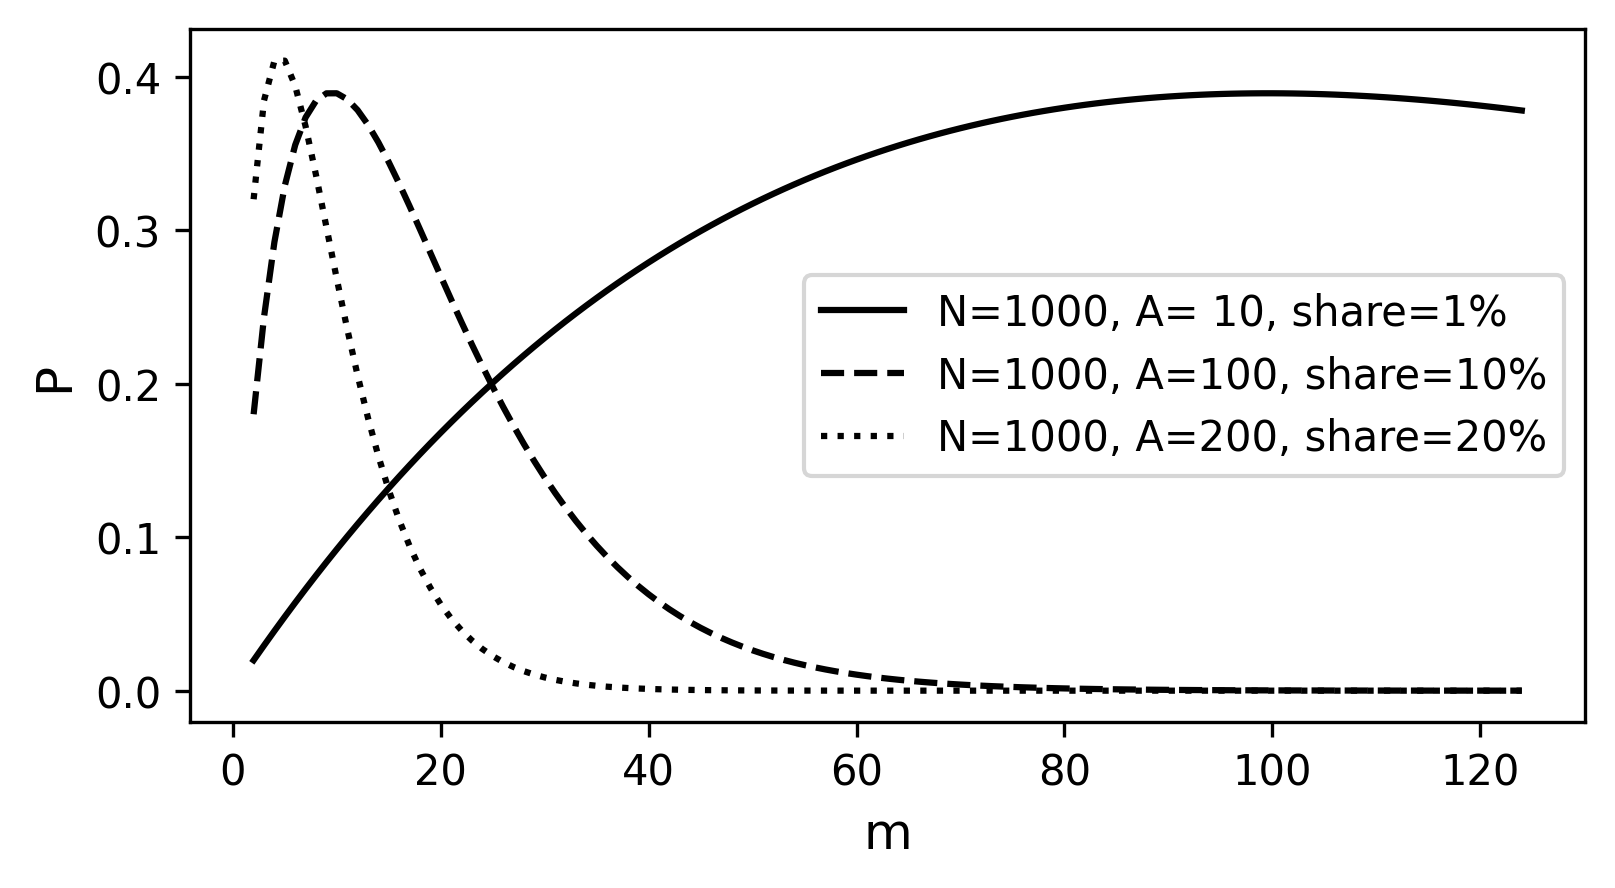 0.4
0.3
0.2
0.1
0.0
P
N=1000, A= 10, share=1%
N=1000, A=100, share=10%
N=1000, A=200, share=20%
0 20 40 60 80 100 120
m